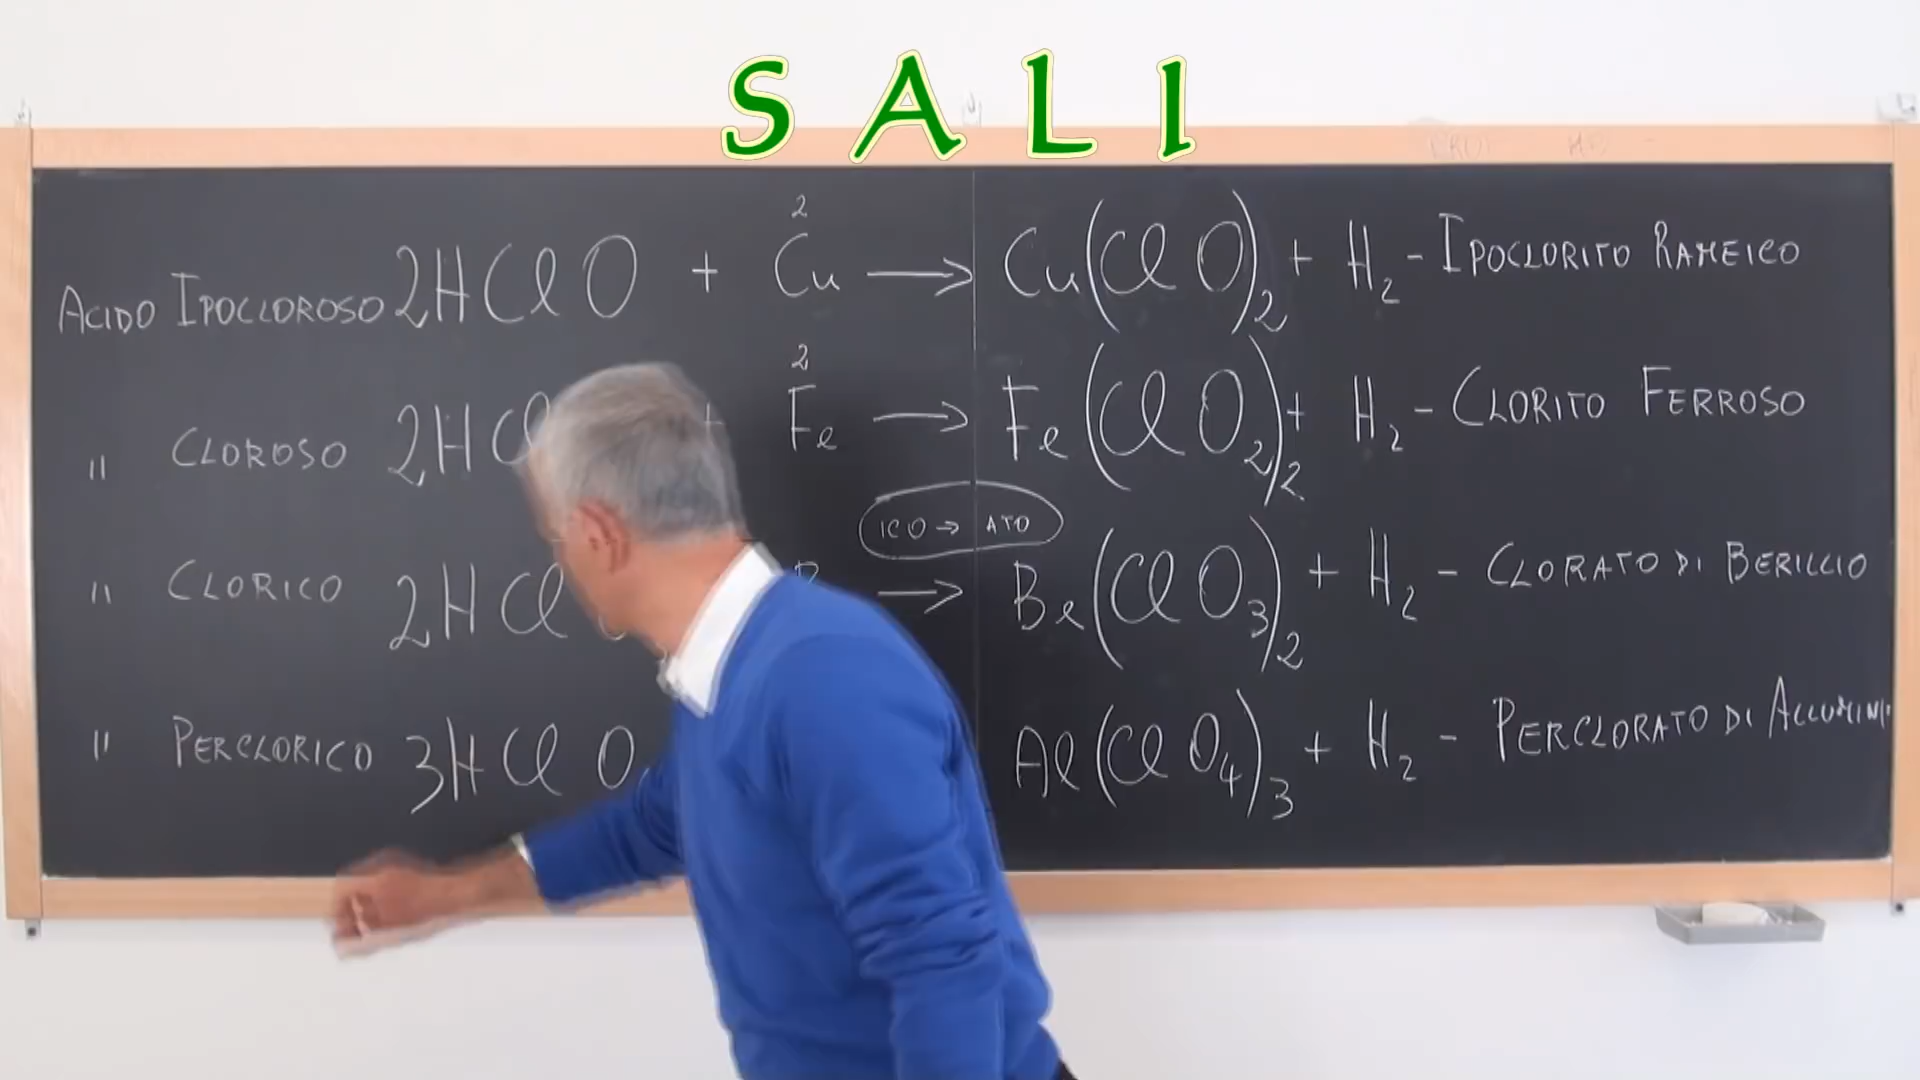 SALI
2
ACIDO IPOCLOROSO 2HClO + Cu → Cu(ClO)2 + H2 - IPOCLORITO RAMEICO
2
" CLOROSO 2HCl + Fe → Fe(ClO2)2 + H2 - CLORITO FERROSO
ICO → ATO
" CLORICO 2HCl → Be(ClO3)2 + H2 - CLORATO DI BERILLIO
" PERCLORICO 3HClO Al(ClO4)3 + H2 - PERCLORATO DI ALLUMINI